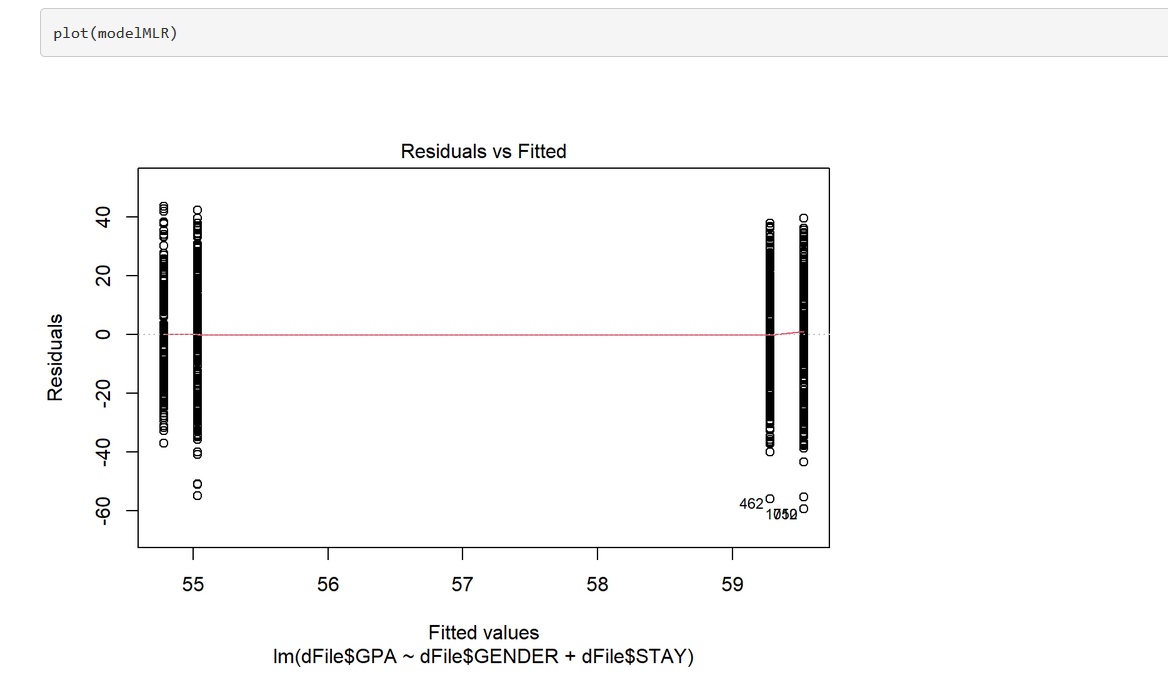 plot(modelMLR)
Residuals vs Fitted
Residuals
40
20
0
-20
-40
-60
462
55
56
57
58
59
Fitted values
lm(dFile$GPA ~ dFile$GENDER + dFile$STAY)